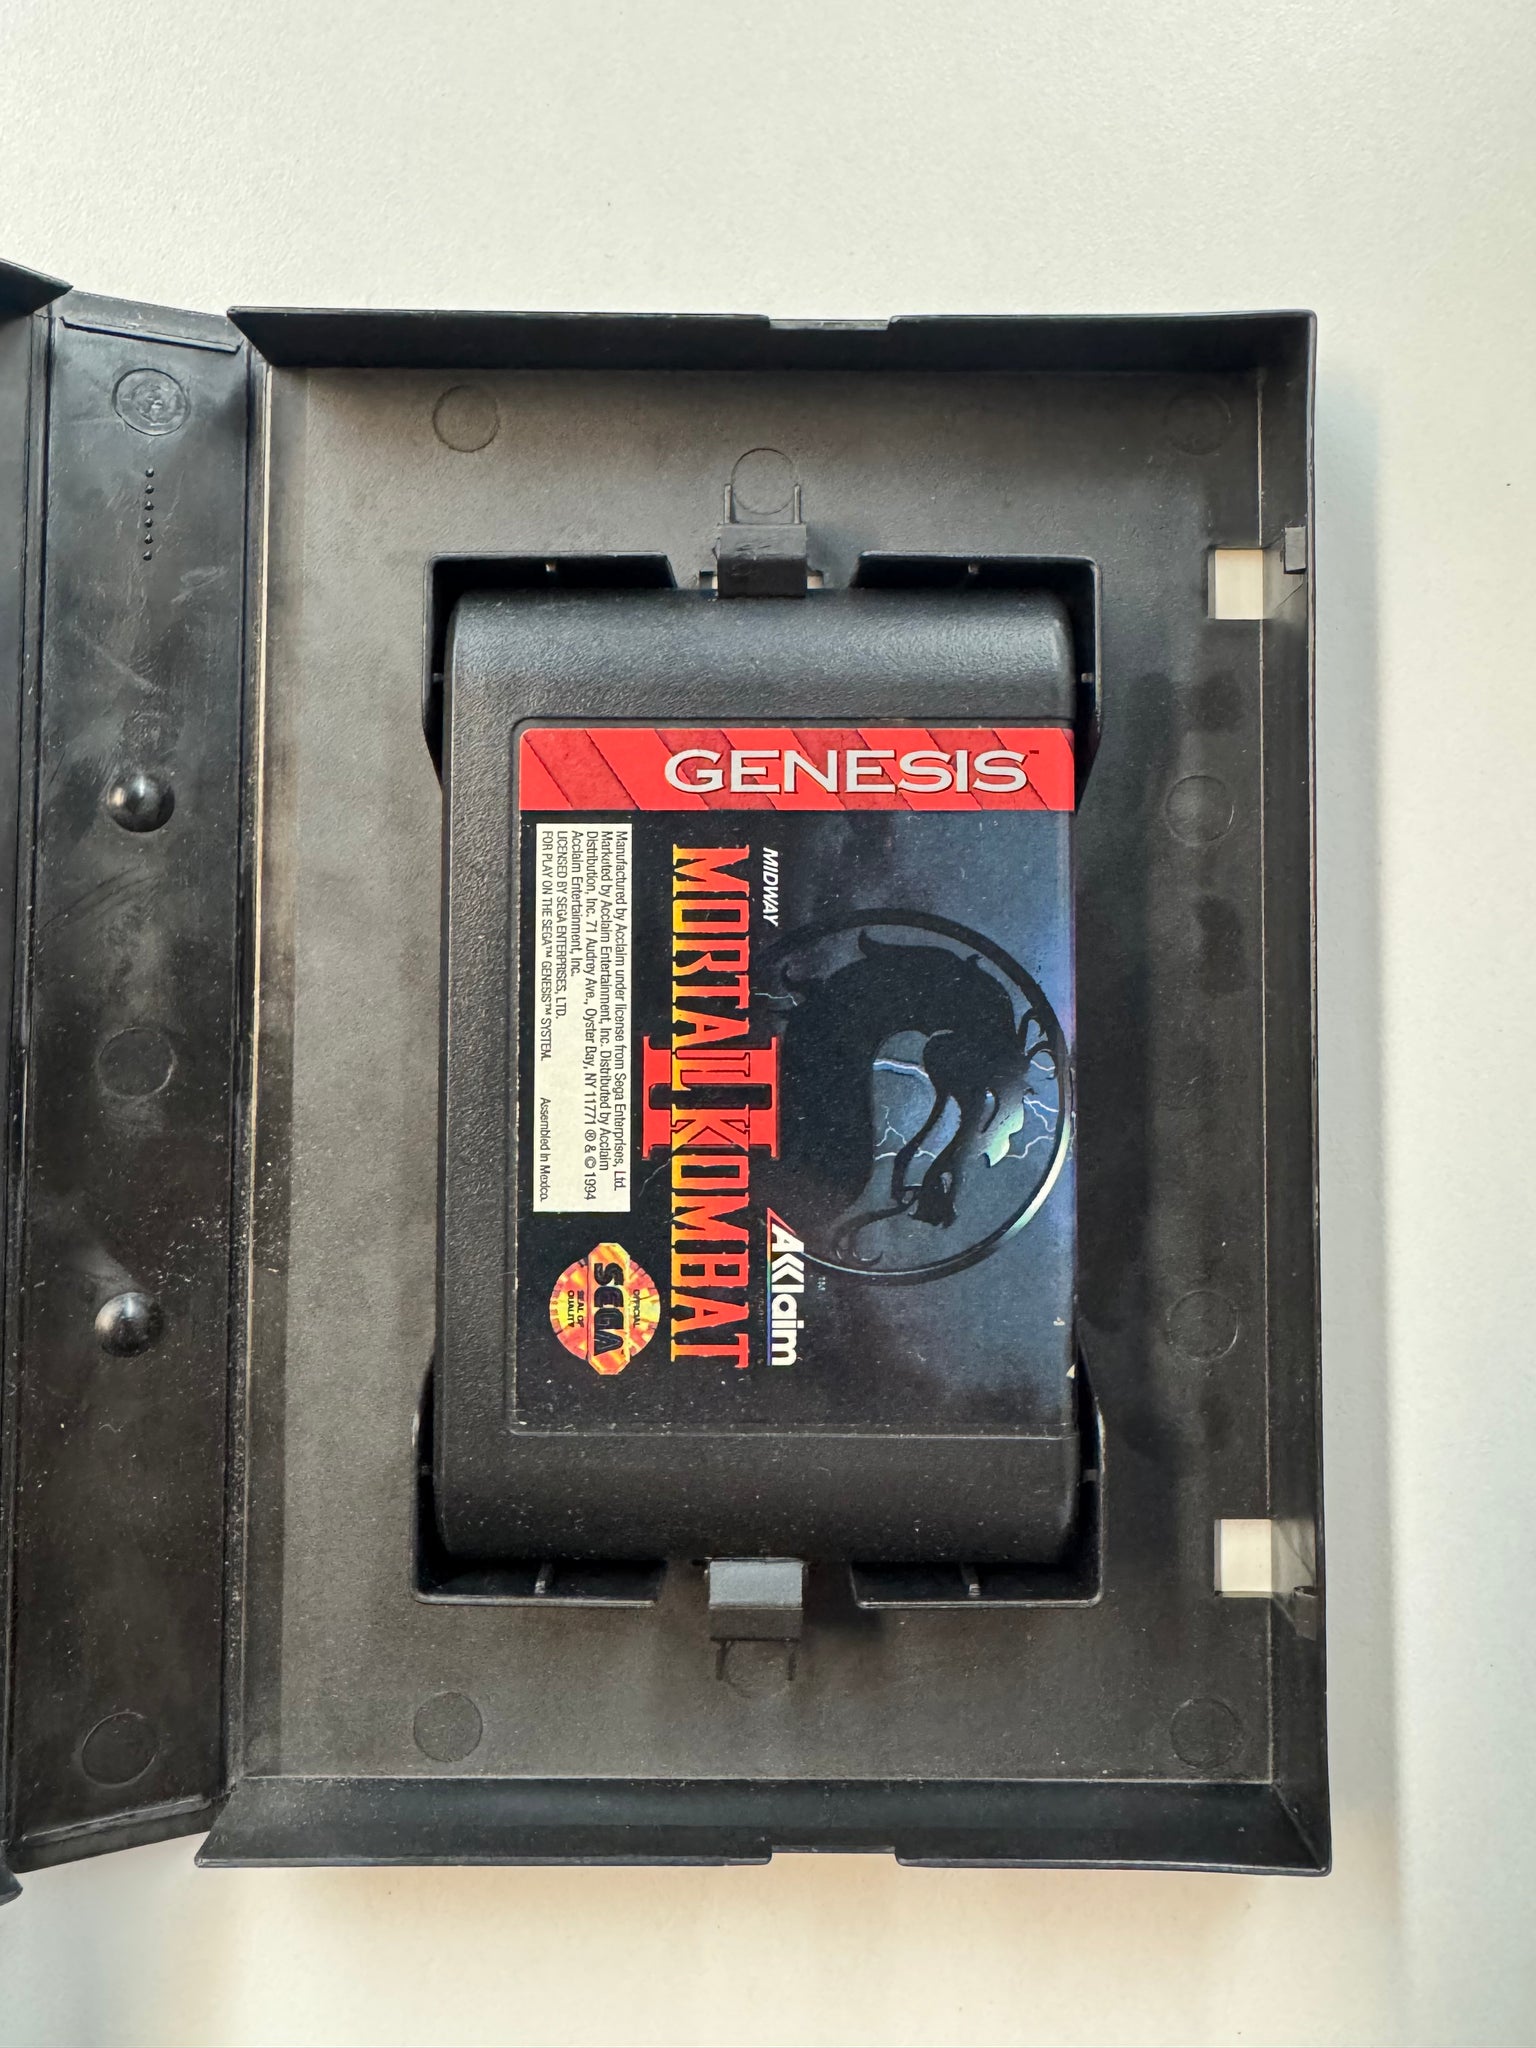 GENESIS™
MIDWAY
MORTAL KOMBAT
II
AKKlaim™
Manufactured by Acclaim under license from Sega Enterprises, Ltd.
Marketed by Acclaim Entertainment, Inc. Distributed by Acclaim
Distribution, Inc. 71 Audrey Ave., Oyster Bay, NY 11771 ® & © 1994
Acclaim Entertainment, Inc.
LICENSED BY SEGA ENTERPRISES, LTD.
FOR PLAY ON THE SEGA™ GENESIS™ SYSTEM. Assembled in Mexico.
OFFICIAL
SEGA
SEAL OF
QUALITY